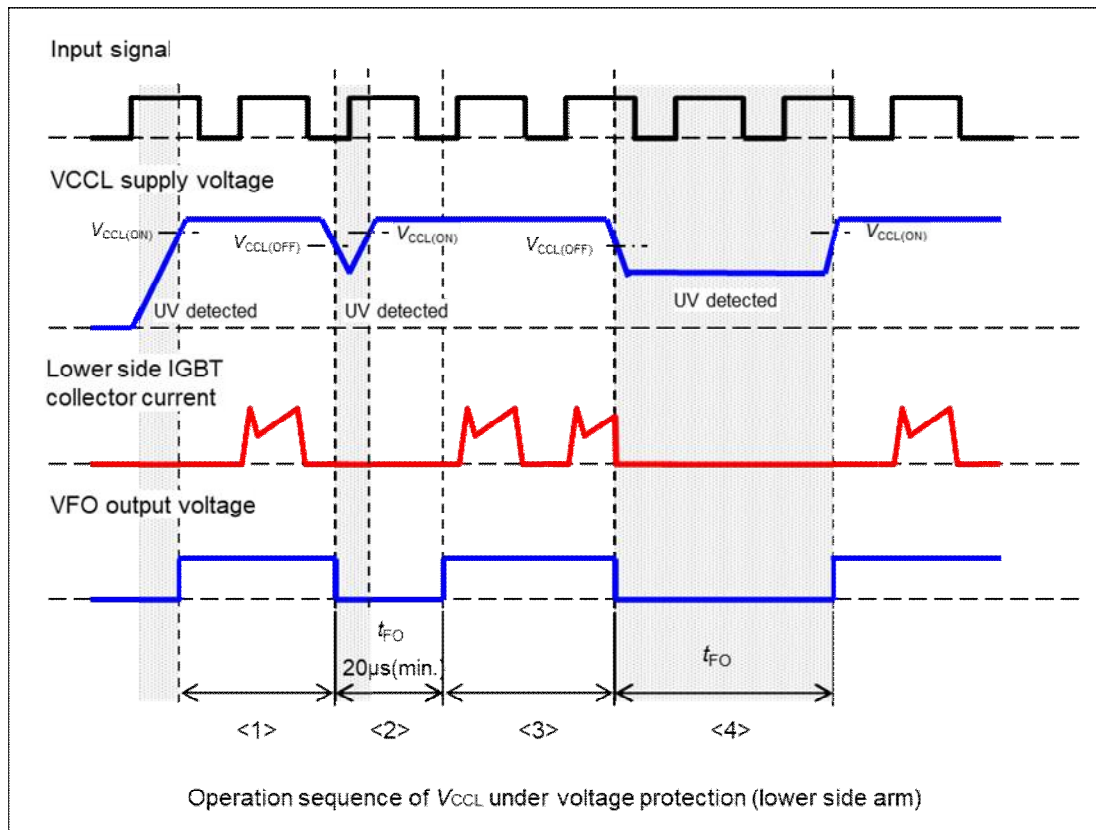 Input signal
VCCL supply voltage
VCCL(ON)
VCCL(OFF)
VCCL(ON)
VCCL(OFF)
VCCL(ON)
UV detected
UV detected
UV detected
Lower side IGBT
collector current
VFO output voltage
tFO
20µs(min.)
tFO
<1>
<2>
<3>
<4>
Operation sequence of VCCL under voltage protection (lower side arm)